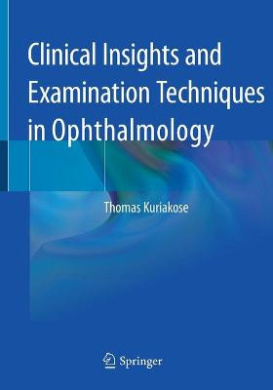 Clinical Insights and
Examination Techniques
in Ophthalmology
Thomas Kuriakose
Springer